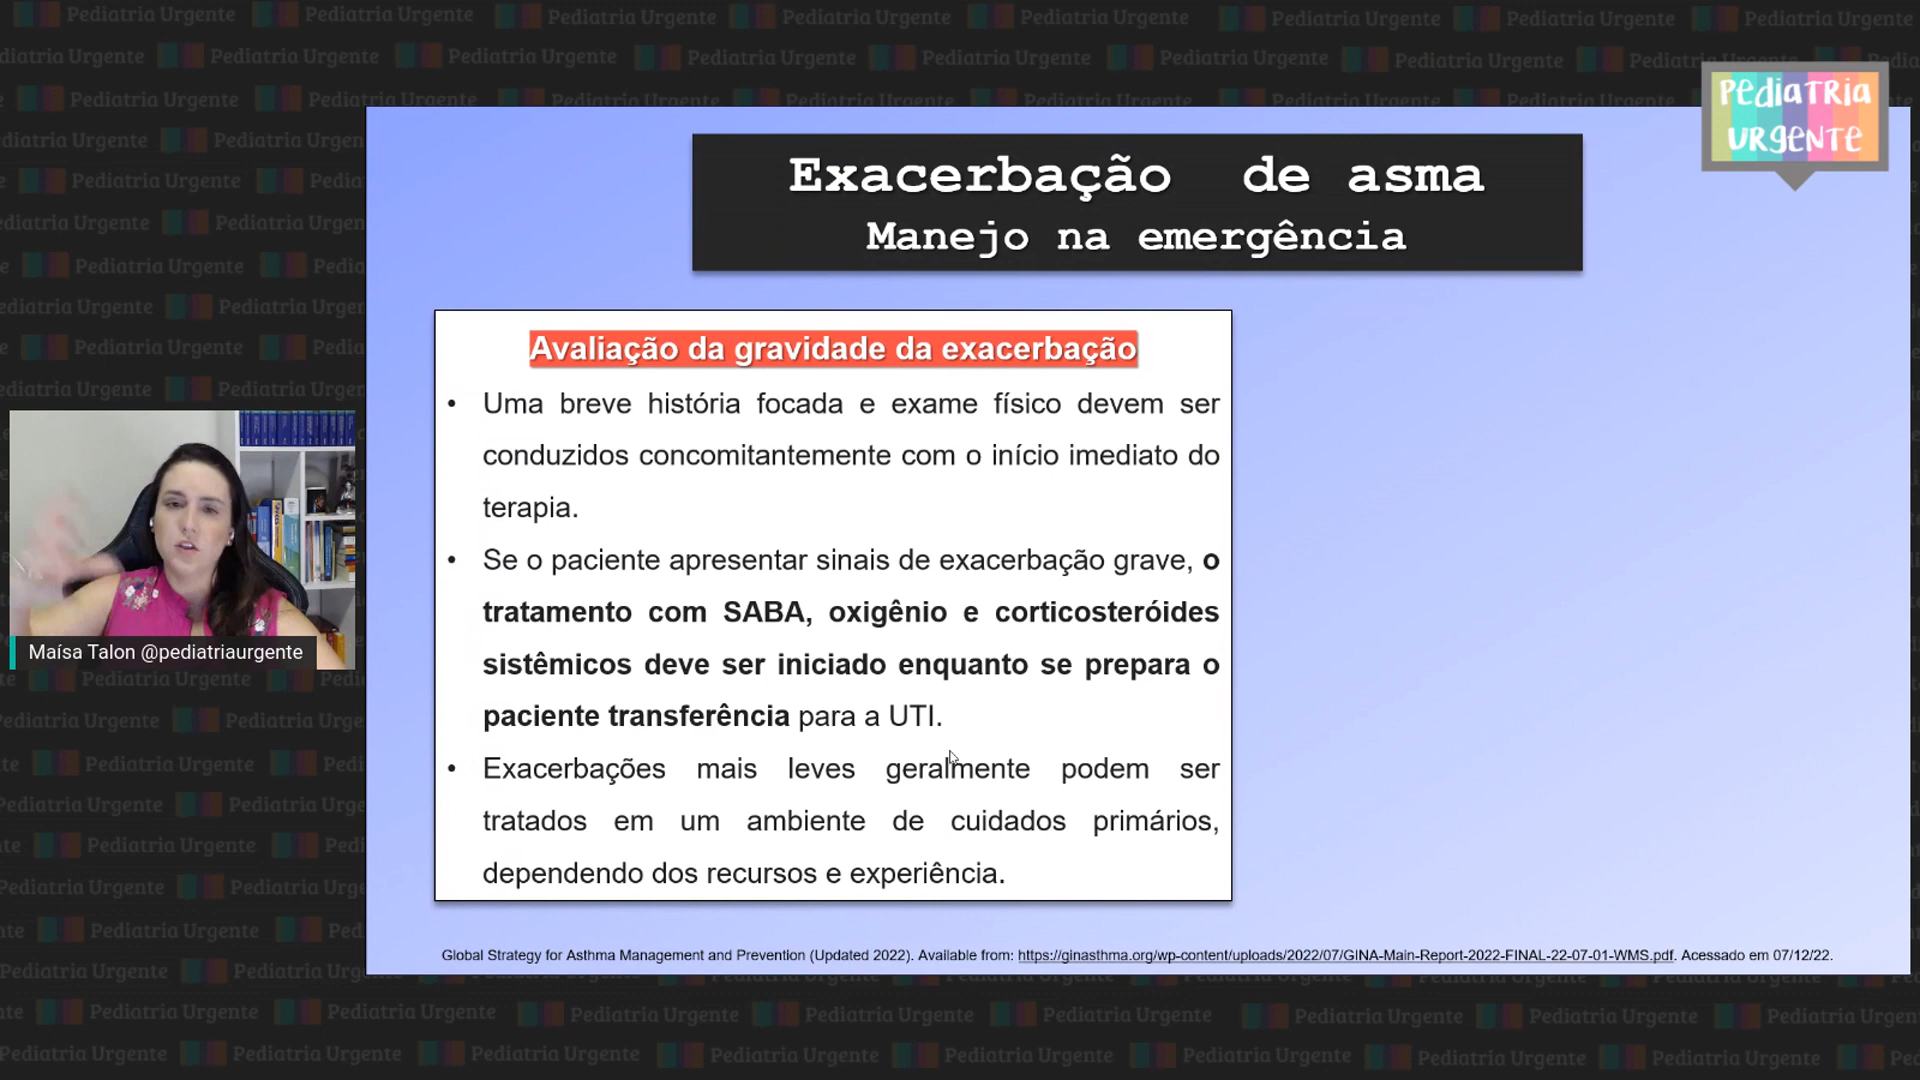 PEDIATRIA
URGENTE
Exacerbação de asma
Manejo na emergência
Avaliação da gravidade da exacerbação
• Uma breve história focada e exame físico devem ser
conduzidos concomitantemente com o início imediato do
terapia.
• Se o paciente apresentar sinais de exacerbação grave, o
tratamento com SABA, oxigênio e corticosteróides
sistêmicos deve ser iniciado enquanto se prepara o
paciente transferência para a UTI.
• Exacerbações mais leves geralmente podem ser
tratados em um ambiente de cuidados primários,
dependendo dos recursos e experiência.
Maísa Talon @pediatriaurgente
Global Strategy for Asthma Management and Prevention (Updated 2022). Available from: https://ginasthma.org/wp-content/uploads/2022/07/GINA-Main-Report-2022-FINAL-22-07-01-WMS.pdf. Acessado em 07/12/22.